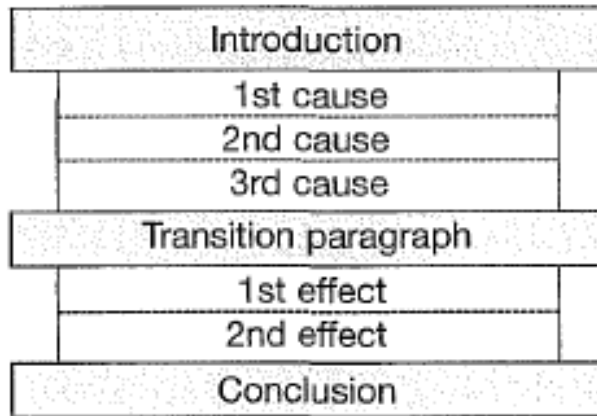 Introduction
1st cause
2nd cause
3rd cause
Transition paragraph
1st effect
2nd effect
Conclusion